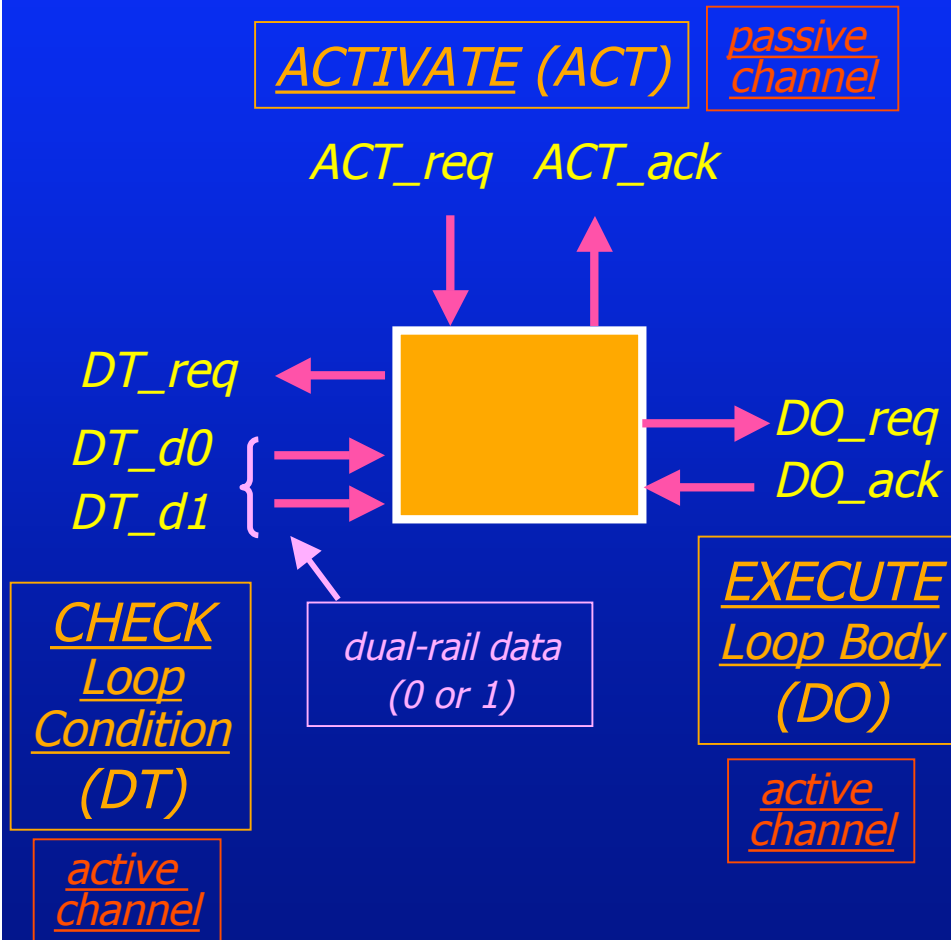 ACTIVATE (ACT)
passive
channel
ACT_req ACT_ack
DT_req
DT_d0
DT_d1
DO_req
DO_ack
CHECK
Loop
Condition
(DT)
dual-rail data
(0 or 1)
EXECUTE
Loop Body
(DO)
active
channel
active
channel